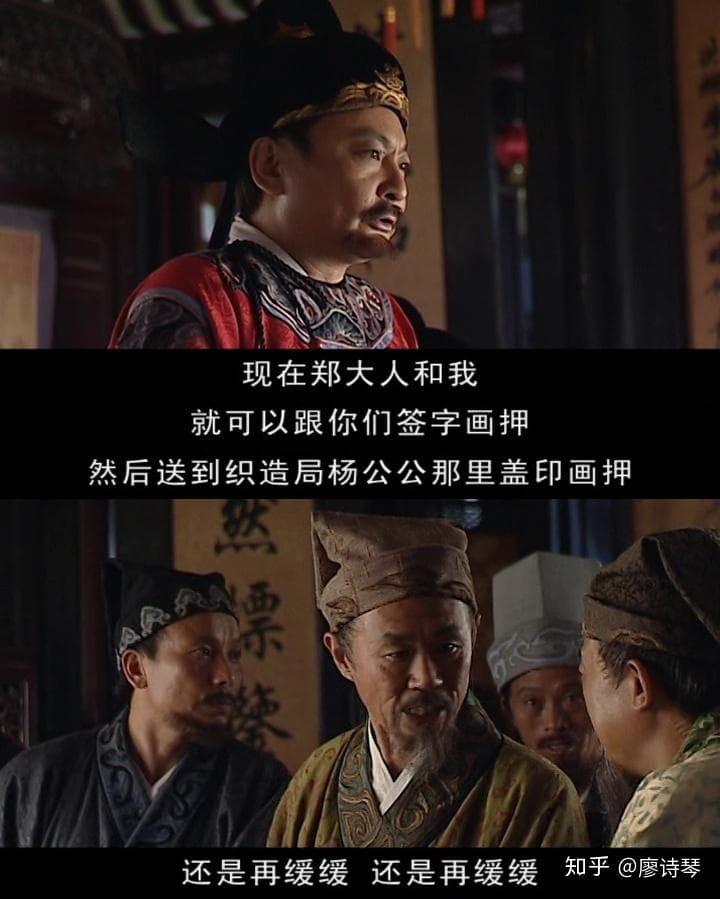 现在郑大人和我
就可以跟你们签字画押
然后送到织造局杨公公那里盖印画押
然
缥
还是再缓缓 还是再缓缓
知乎 @廖诗琴